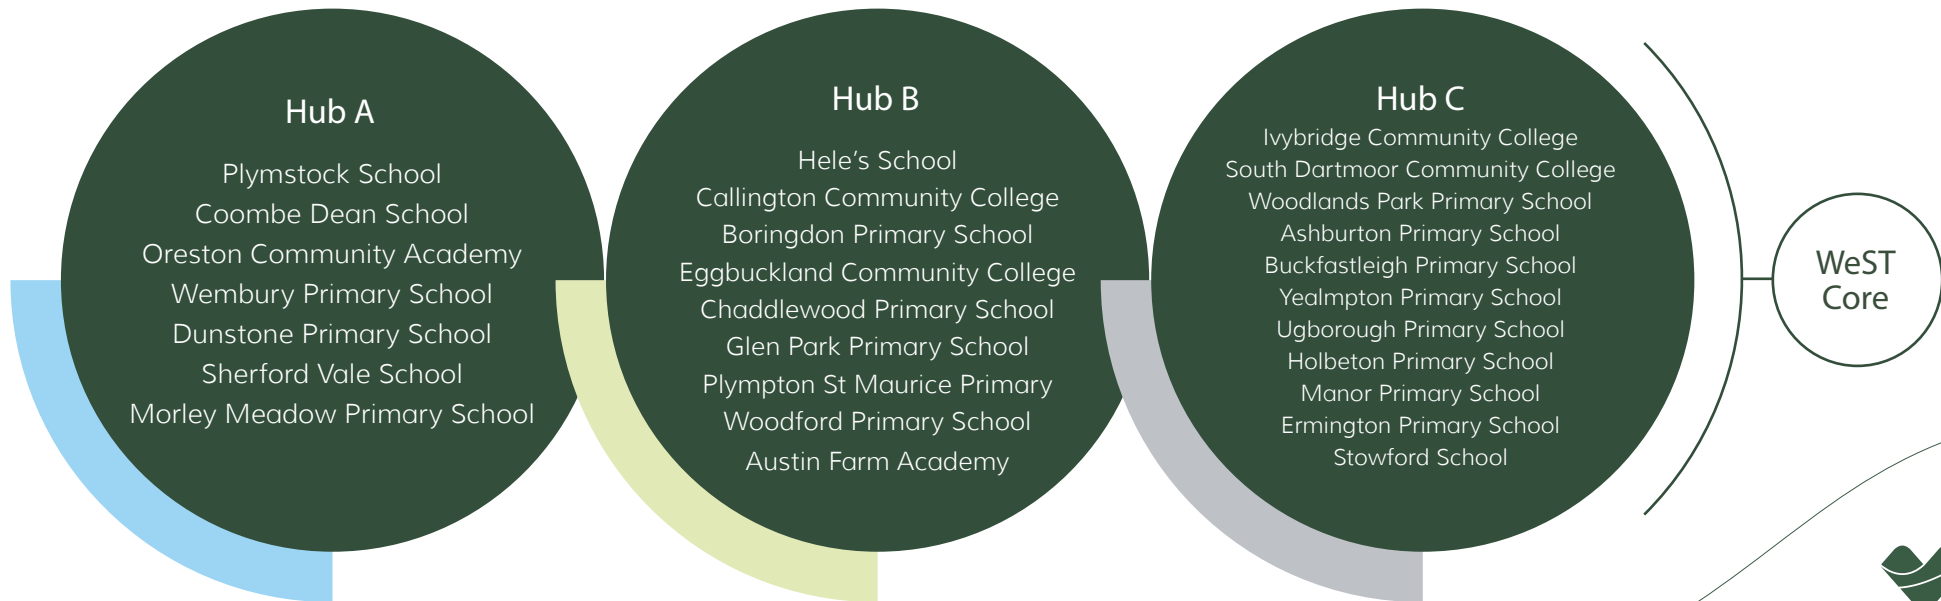 Hub A
Plymstock School
Coombe Dean School
Oreston Community Academy
Wembury Primary School
Dunstone Primary School
Sherford Vale School
Morley Meadow Primary School
Hub B
Hele’s School
Callington Community College
Boringdon Primary School
Eggbuckland Community College
Chaddlewood Primary School
Glen Park Primary School
Plympton St Maurice Primary
Woodford Primary School
Austin Farm Academy
Hub C
Ivybridge Community College
South Dartmoor Community College
Woodlands Park Primary School
Ashburton Primary School
Buckfastleigh Primary School
Yealmpton Primary School
Ugborough Primary School
Holbeton Primary School
Manor Primary School
Ermington Primary School
Stowford School
WeST
Core